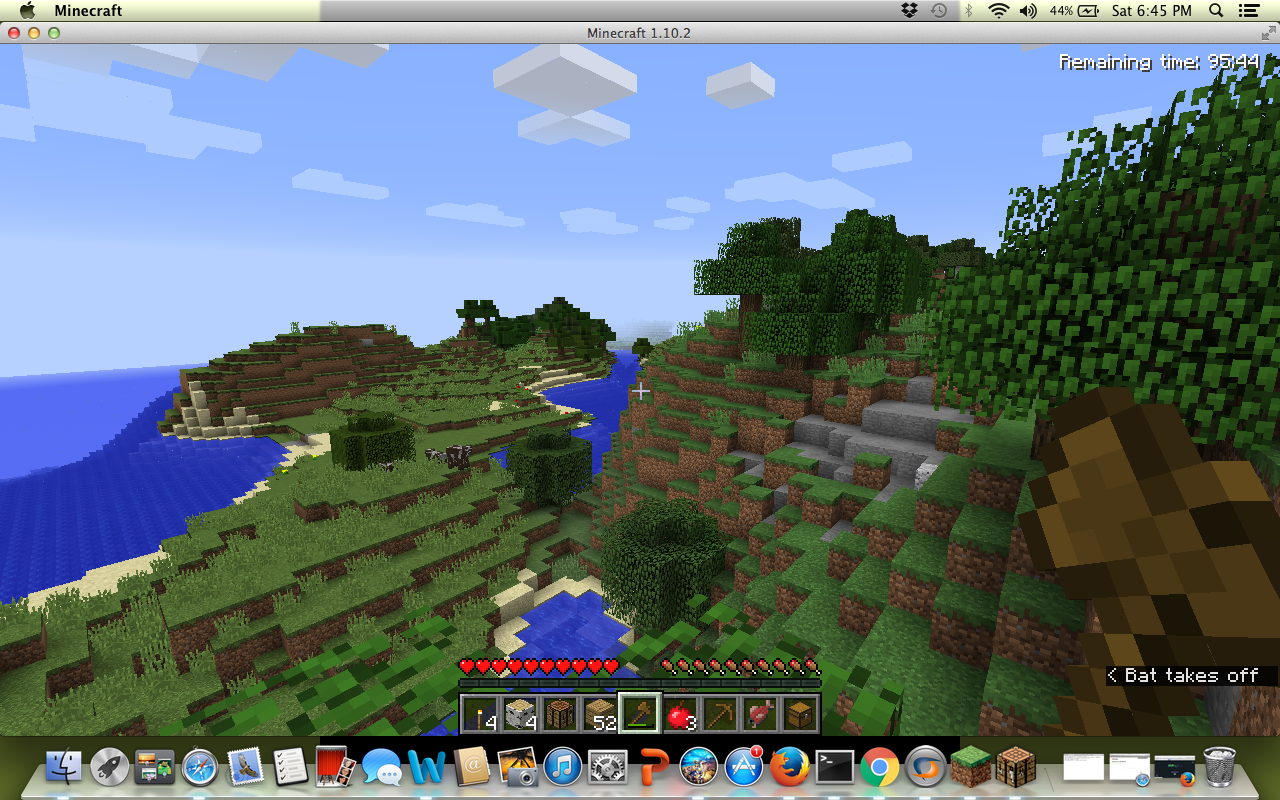 Minecraft
44%
Sat 6:45 PM
Minecraft 1.10.2
Remaining time: 95:44
< Bat takes off
4
4
52
3
1